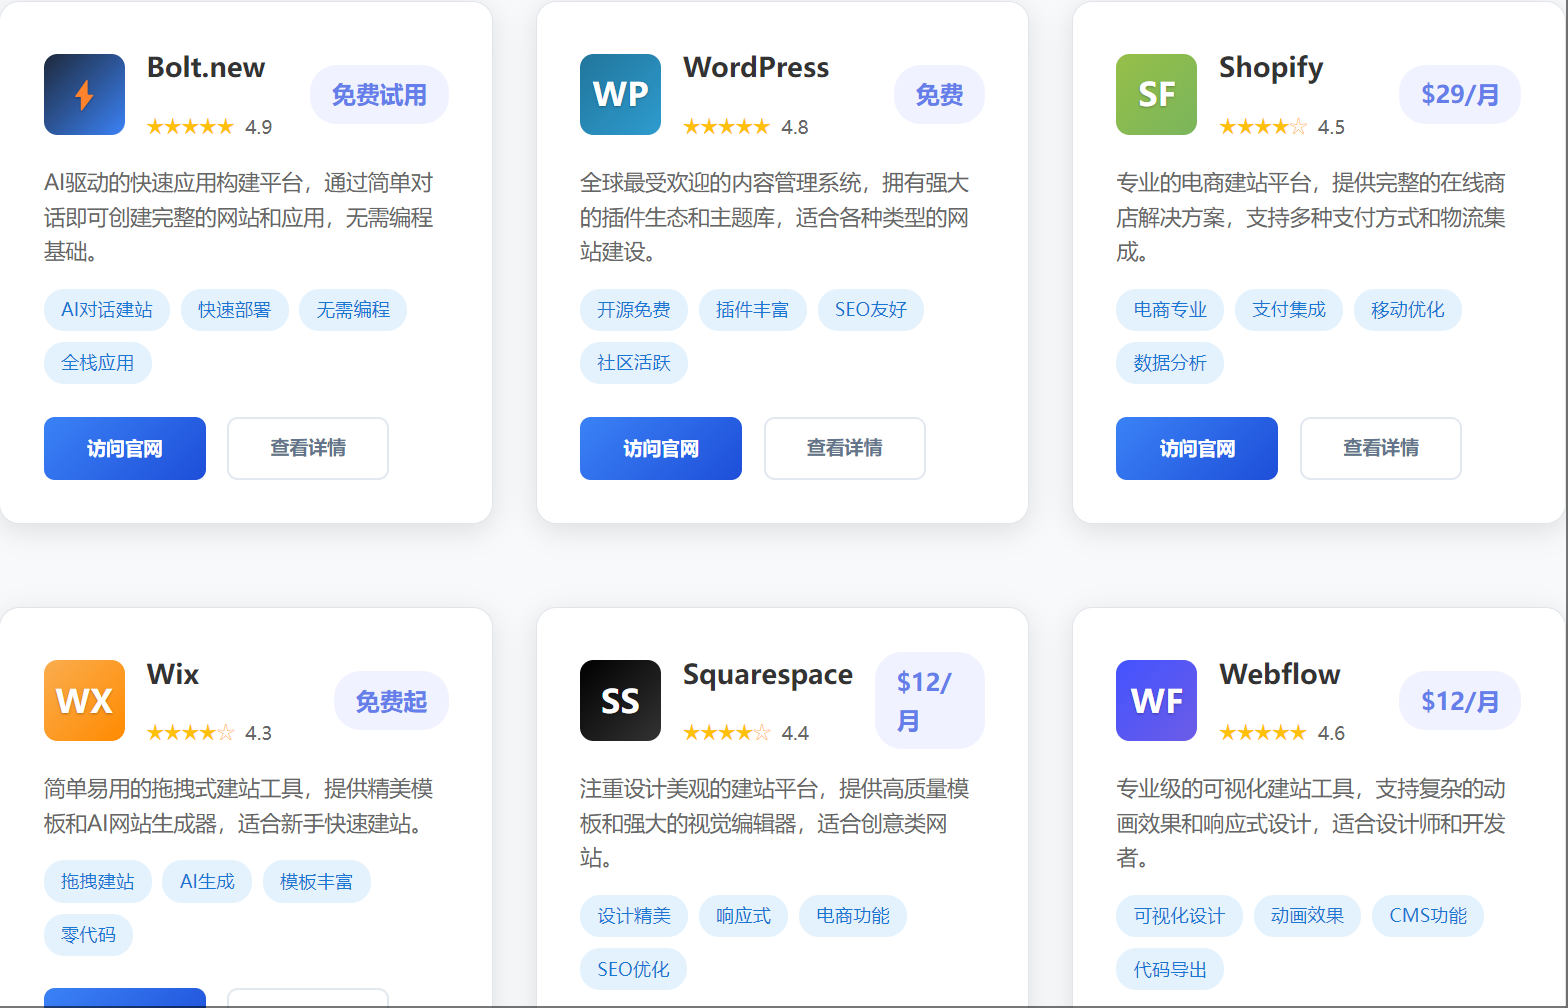 Bolt.new
免费试用
★★★★★ 4.9
AI驱动的快速应用构建平台，通过简单对
话即可创建完整的网站和应用，无需编程
基础。
AI对话建站 快速部署 无需编程
全栈应用
访问官网 查看详情
WP
WordPress
免费
★★★★★ 4.8
全球最受欢迎的内容管理系统，拥有强大
的插件生态和主题库，适合各种类型的网
站建设。
开源免费 插件丰富 SEO友好
社区活跃
访问官网 查看详情
SF
Shopify
$29/月
★★★★☆ 4.5
专业的电商建站平台，提供完整的在线商
店解决方案，支持多种支付方式和物流集
成。
电商专业 支付集成 移动优化
数据分析
访问官网 查看详情
WX
Wix
免费起
★★★★☆ 4.3
简单易用的拖拽式建站工具，提供精美模
板和AI网站生成器，适合新手快速建站。
拖拽建站 AI生成 模板丰富
零代码
SS
Squarespace
$12/
月
★★★★☆ 4.4
注重设计美观的建站平台，提供高质量模
板和强大的视觉编辑器，适合创意类网
站。
设计精美 响应式 电商功能
SEO优化
WF
Webflow
$12/月
★★★★★ 4.6
专业级的可视化建站工具，支持复杂的动
画效果和响应式设计，适合设计师和开发
者。
可视化设计 动画效果 CMS功能
代码导出